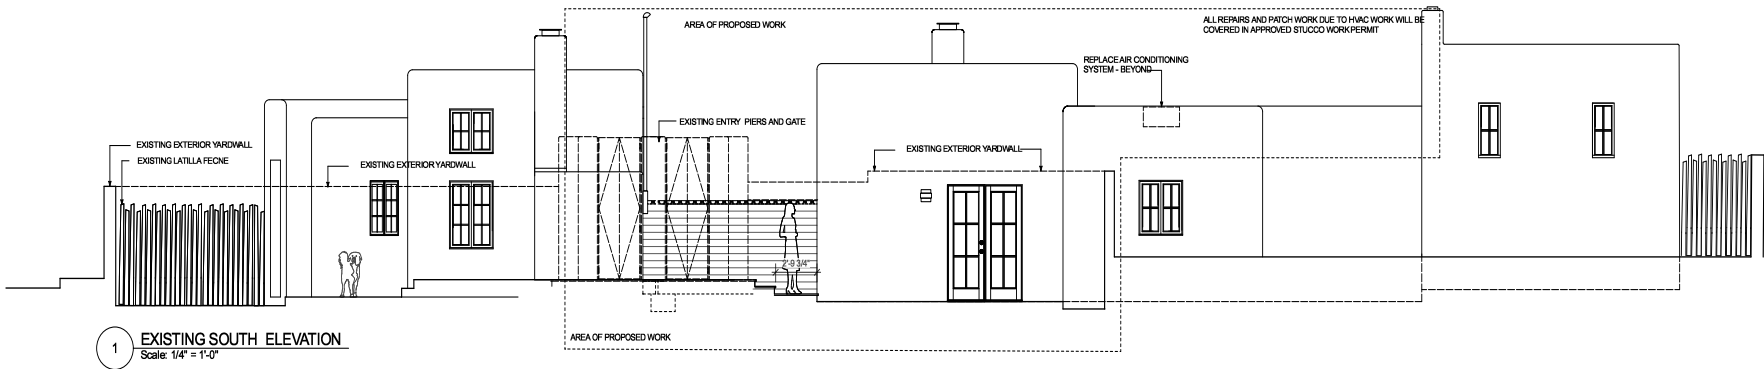 AREA OF PROPOSED WORK
ALL REPAIRS AND PATCH WORK DUE TO HVAC WORK WILL BE
COVERED IN APPROVED STUCCO WORK PERMIT
REPLACE AIR CONDITIONING
SYSTEM - BEYOND
EXISTING ENTRY PIERS AND GATE
EXISTING EXTERIOR YARDWALL
EXISTING LATILLA FECNE
EXISTING EXTERIOR YARDWALL
EXISTING EXTERIOR YARDWALL
2'-9 3/4"
AREA OF PROPOSED WORK
1
EXISTING SOUTH ELEVATION
Scale: 1/4" = 1'-0"